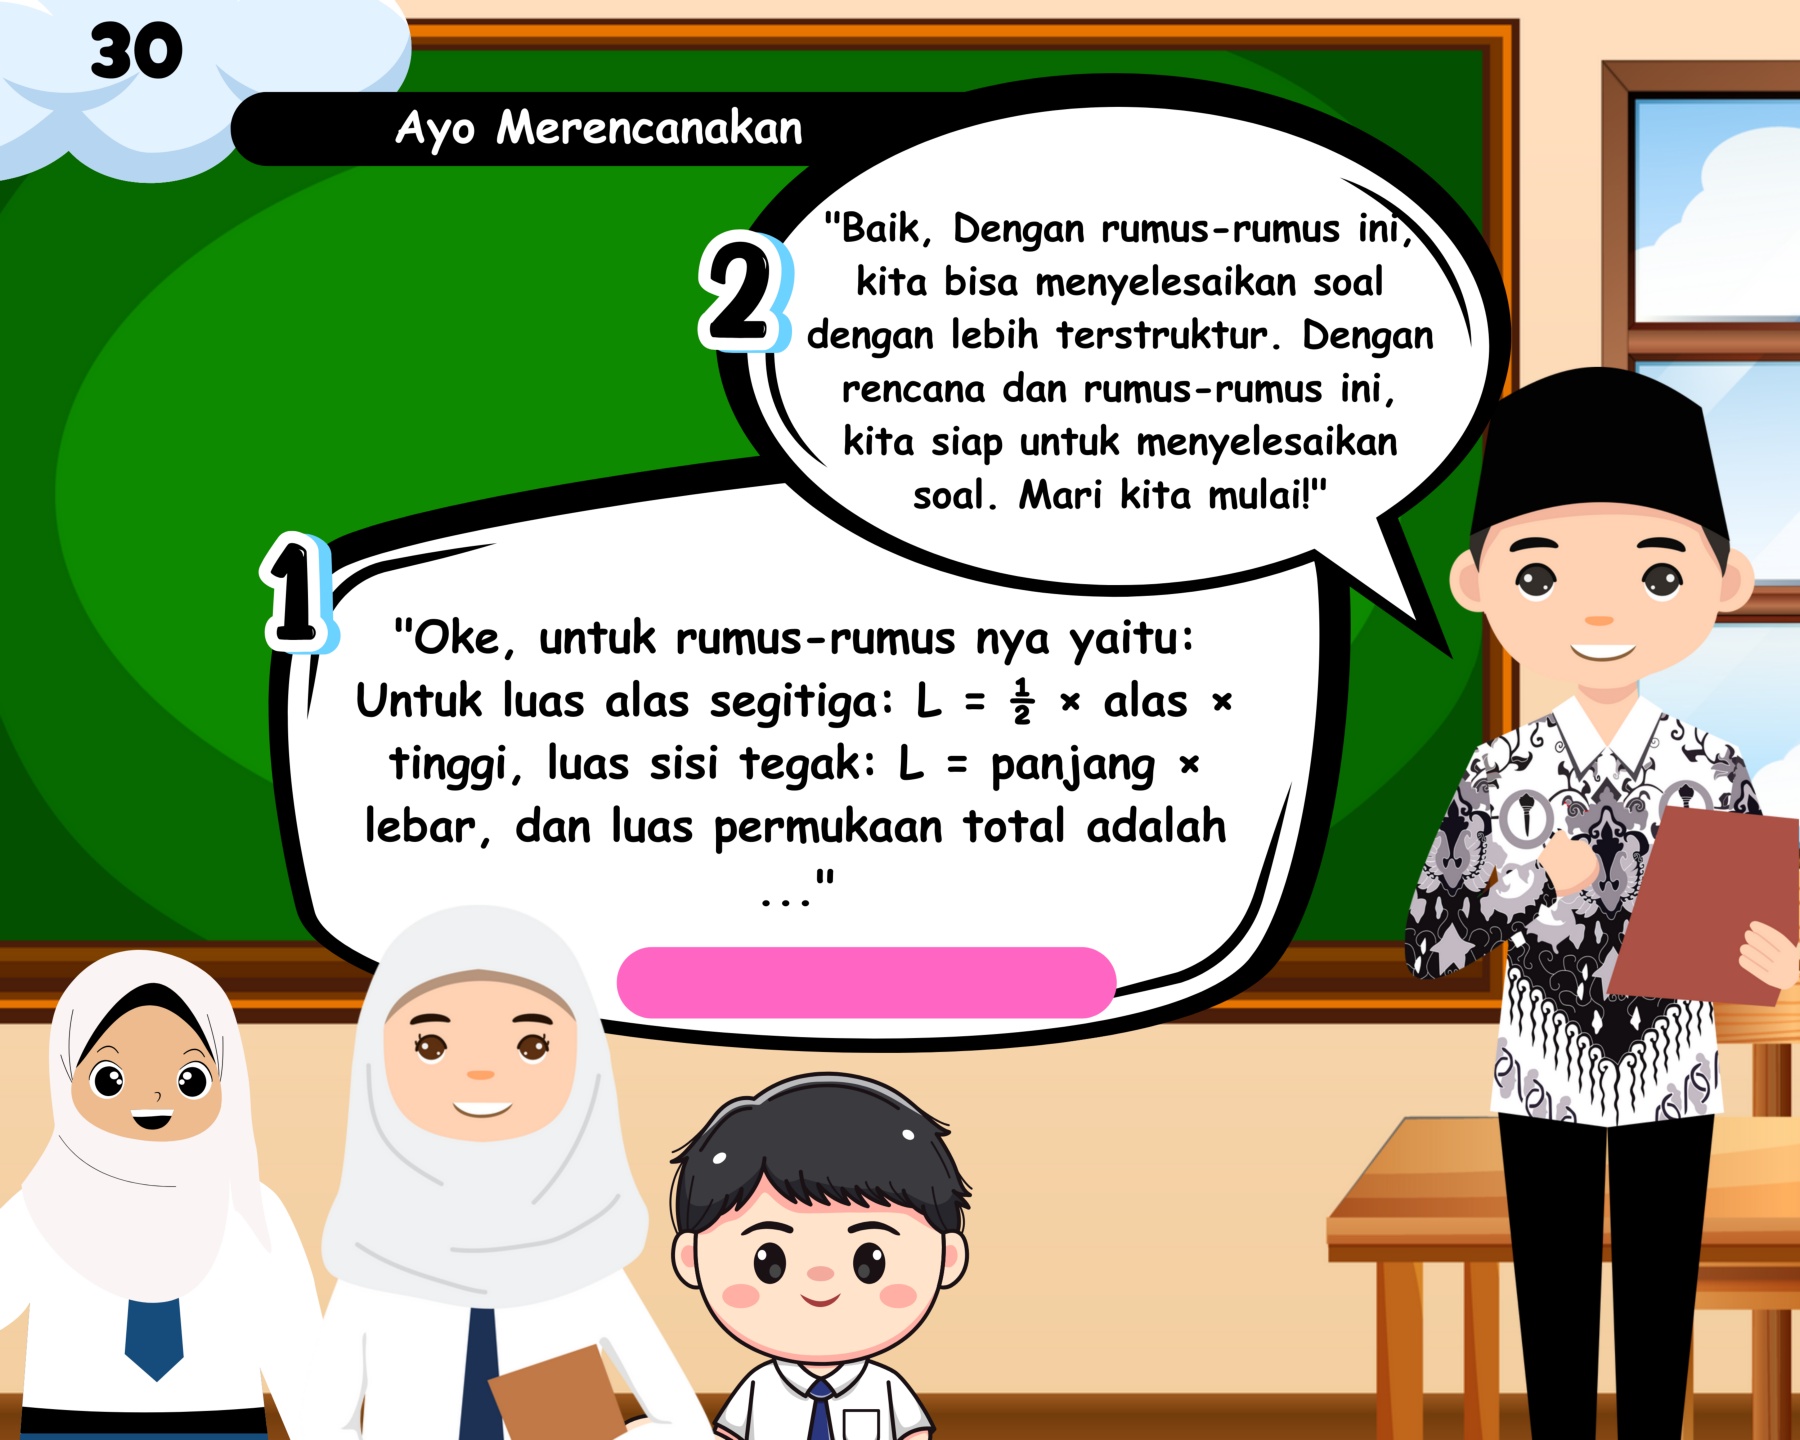 30
Ayo Merencanakan
1
"Oke, untuk rumus-rumus nya yaitu:
Untuk luas alas segitiga: L = ½ × alas ×
tinggi, luas sisi tegak: L = panjang ×
lebar, dan luas permukaan total adalah
..."
2
"Baik, Dengan rumus-rumus ini,
kita bisa menyelesaikan soal
dengan lebih terstruktur. Dengan
rencana dan rumus-rumus ini,
kita siap untuk menyelesaikan
soal. Mari kita mulai!"